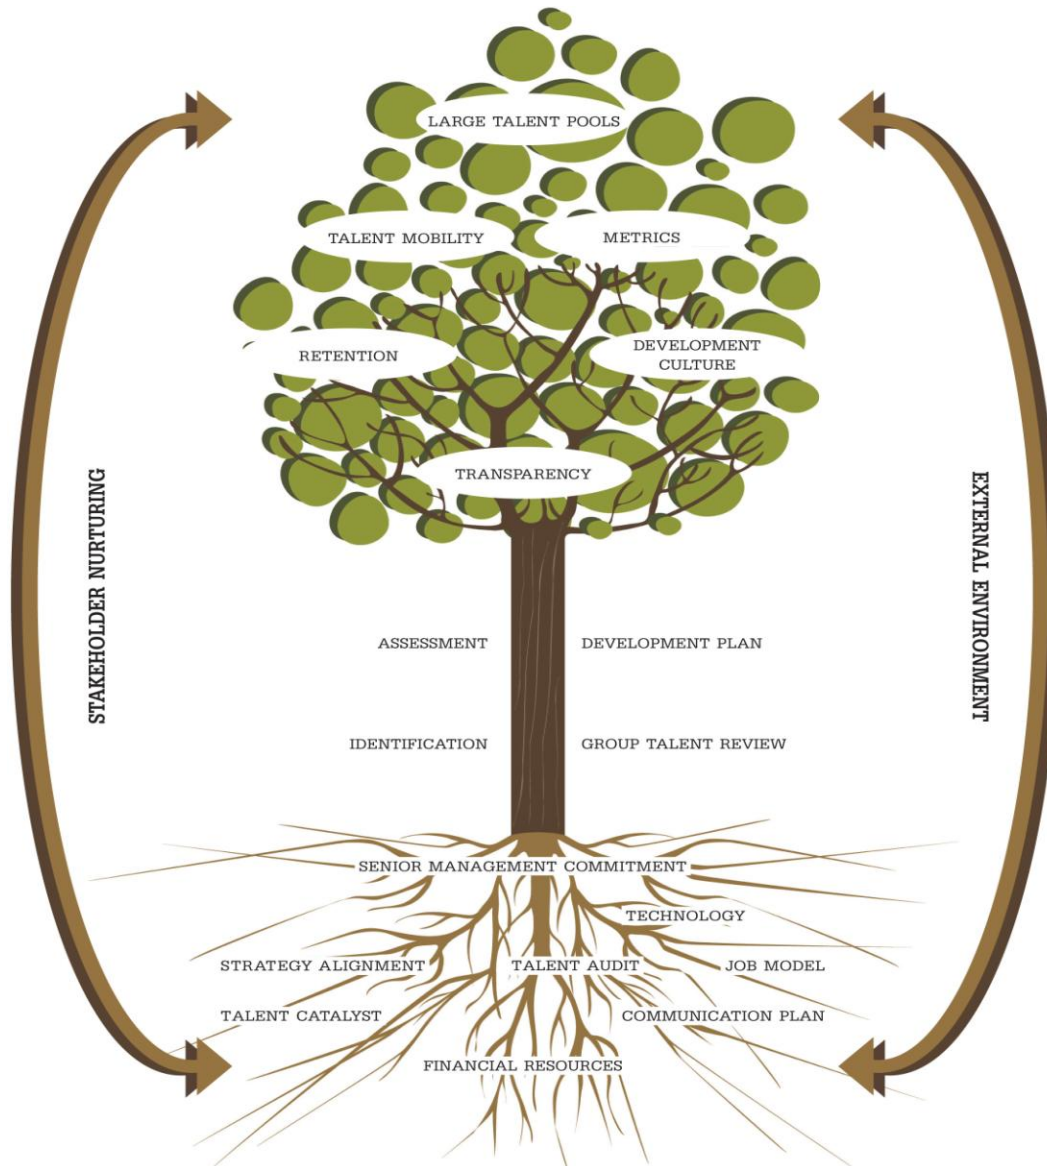 LARGE TALENT POOLS
TALENT MOBILITY
METRICS
RETENTION
DEVELOPMENT
CULTURE
TRANSPARENCY
STAKEHOLDER NURTURING
EXTERNAL ENVIRONMENT
ASSESSMENT
DEVELOPMENT PLAN
IDENTIFICATION
GROUP TALENT REVIEW
SENIOR MANAGEMENT COMMITMENT
TECHNOLOGY
STRATEGY ALIGNMENT
TALENT AUDIT
JOB MODEL
TALENT CATALYST
COMMUNICATION PLAN
FINANCIAL RESOURCES